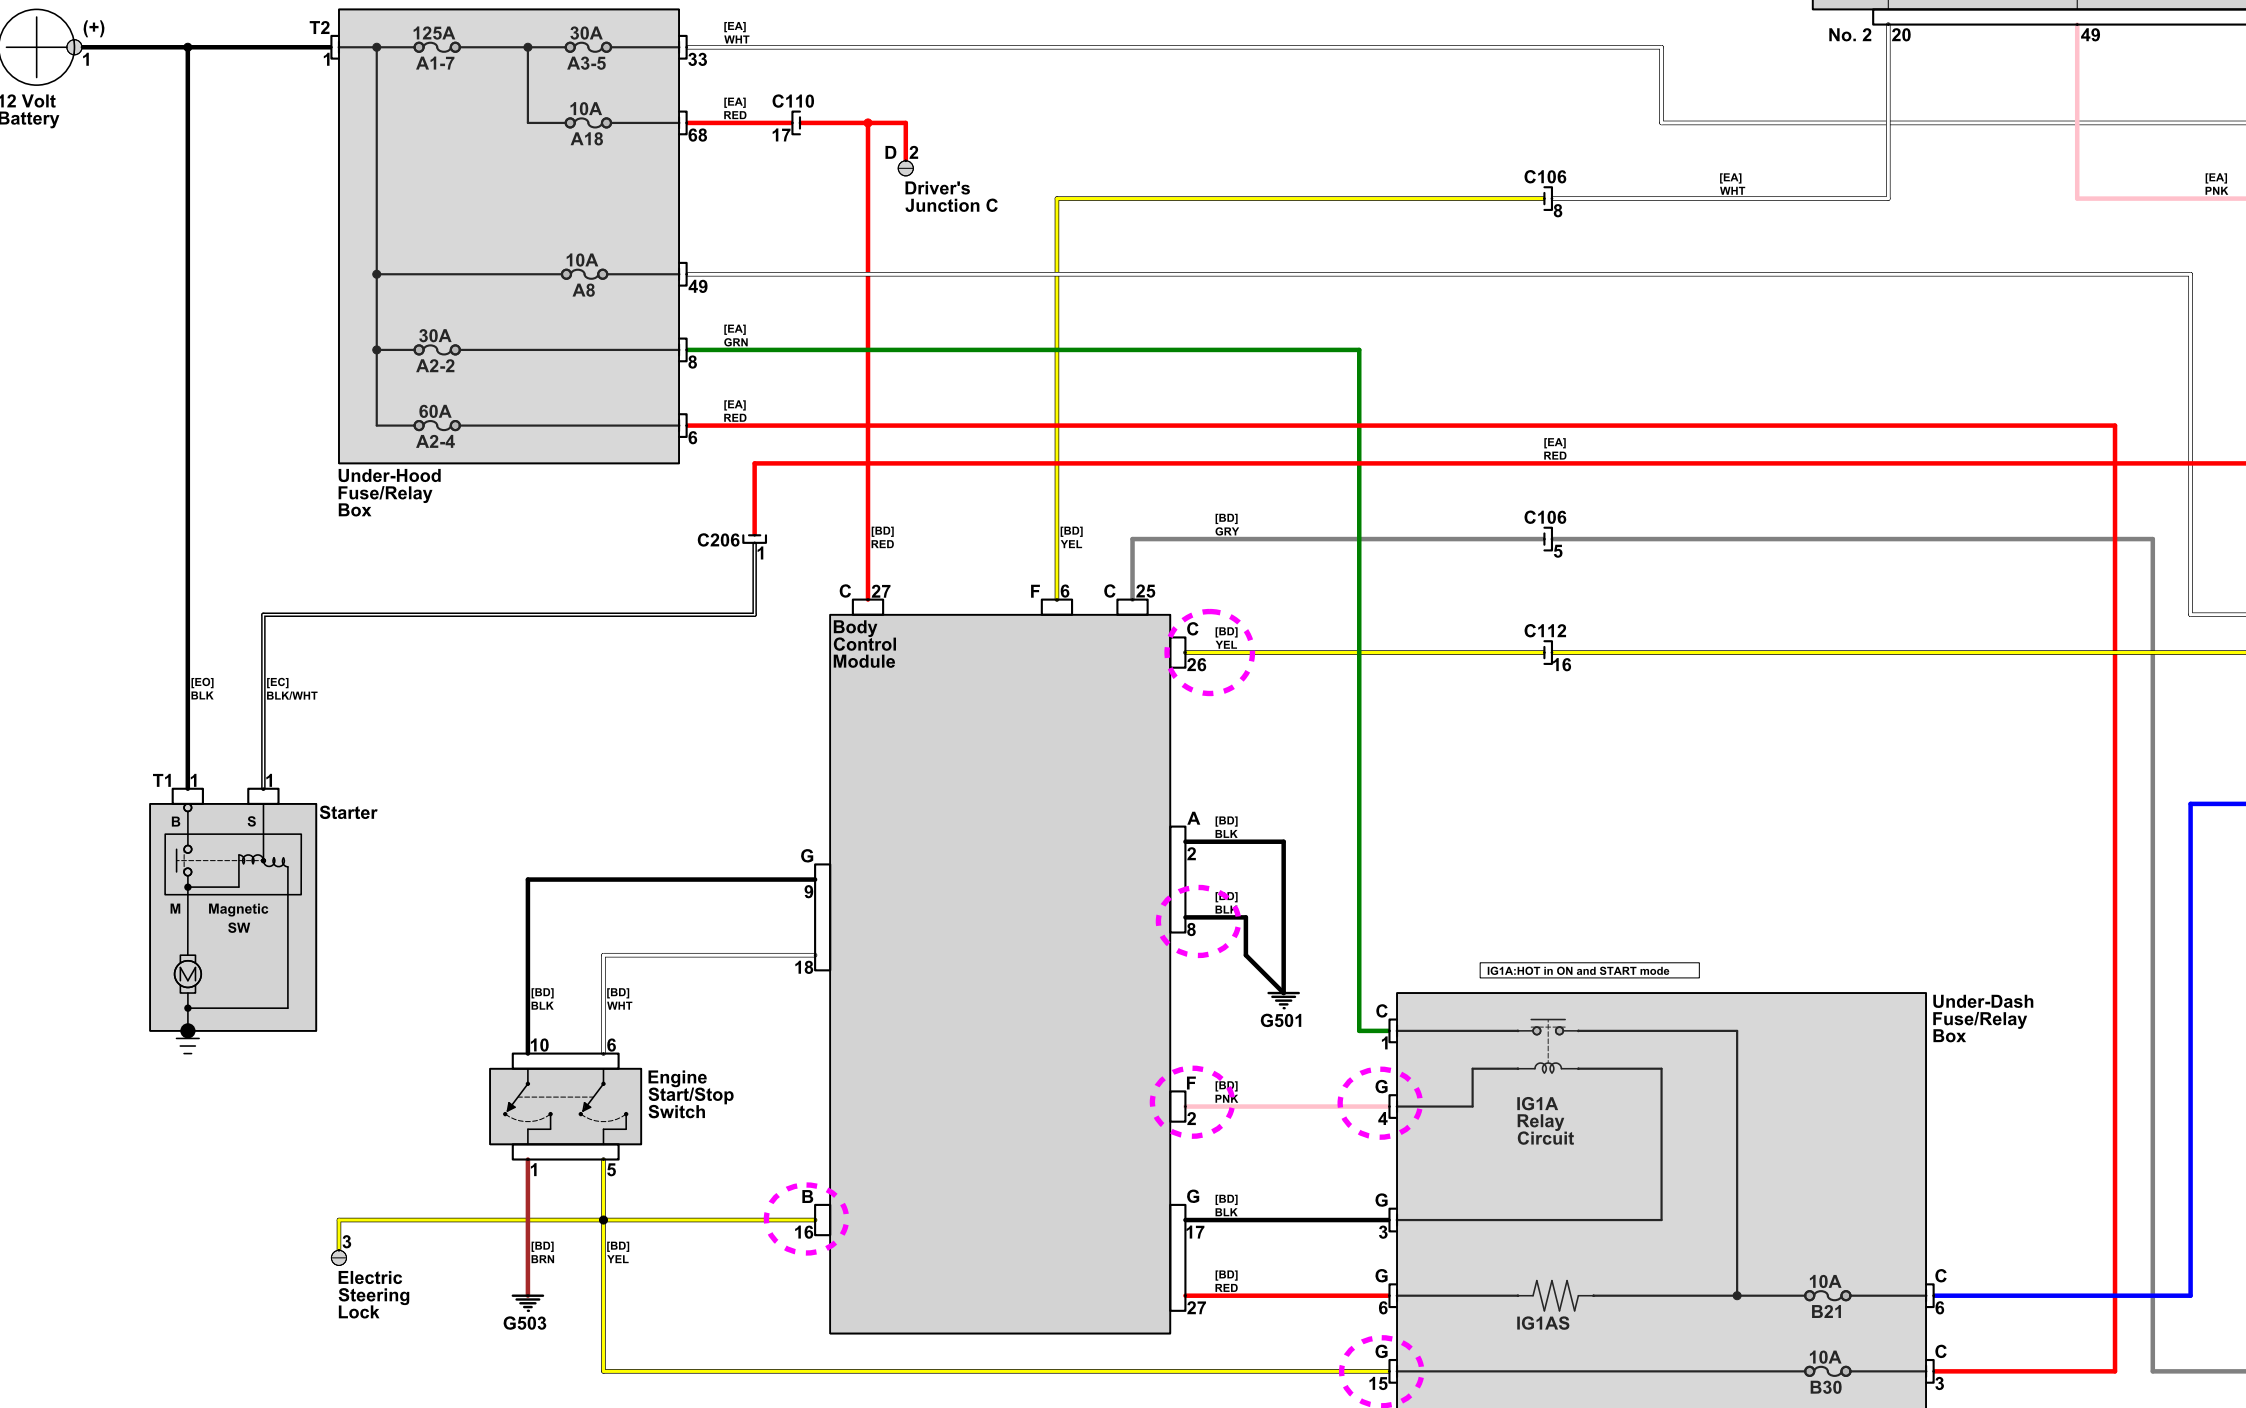 (+)
1
12 Volt
Battery
T2
1
125A
A1-7
30A
A3-5
10A
A18
10A
A8
30A
A2-2
60A
A2-4
33
68
49
8
6
Under-Hood
Fuse/Relay
Box
[EA]
WHT
[EA]
RED
C110
17
D 2
Driver's
Junction C
No. 2
20
49
C106
8
[EA]
WHT
[EA]
PNK
[EA]
GRN
[EA]
RED
[EA]
RED
C206
1
[BD]
RED
[BD]
YEL
[BD]
GRY
C106
5
C 27
F 6
C 25
Body
Control
Module
C
26
[BD]
YEL
C112
16
[EO]
BLK
[EC]
BLK/WHT
T1 1
1
Starter
B
S
M
Magnetic
SW
M
G
9
18
A
2
[BD]
BLK
8
[BD]
BLK
G501
[BD]
BLK
[BD]
WHT
10
6
Engine
Start/Stop
Switch
1
5
F
2
[BD]
PNK
IG1A:HOT in ON and START mode
Under-Dash
Fuse/Relay
Box
C
1
G
4
IG1A
Relay
Circuit
B
16
G
17
[BD]
BLK
G
3
3
Electric
Steering
Lock
[BD]
BRN
[BD]
YEL
G503
[BD]
RED
27
G
6
IG1AS
10A
B21
C
6
G
15
10A
B30
C
3